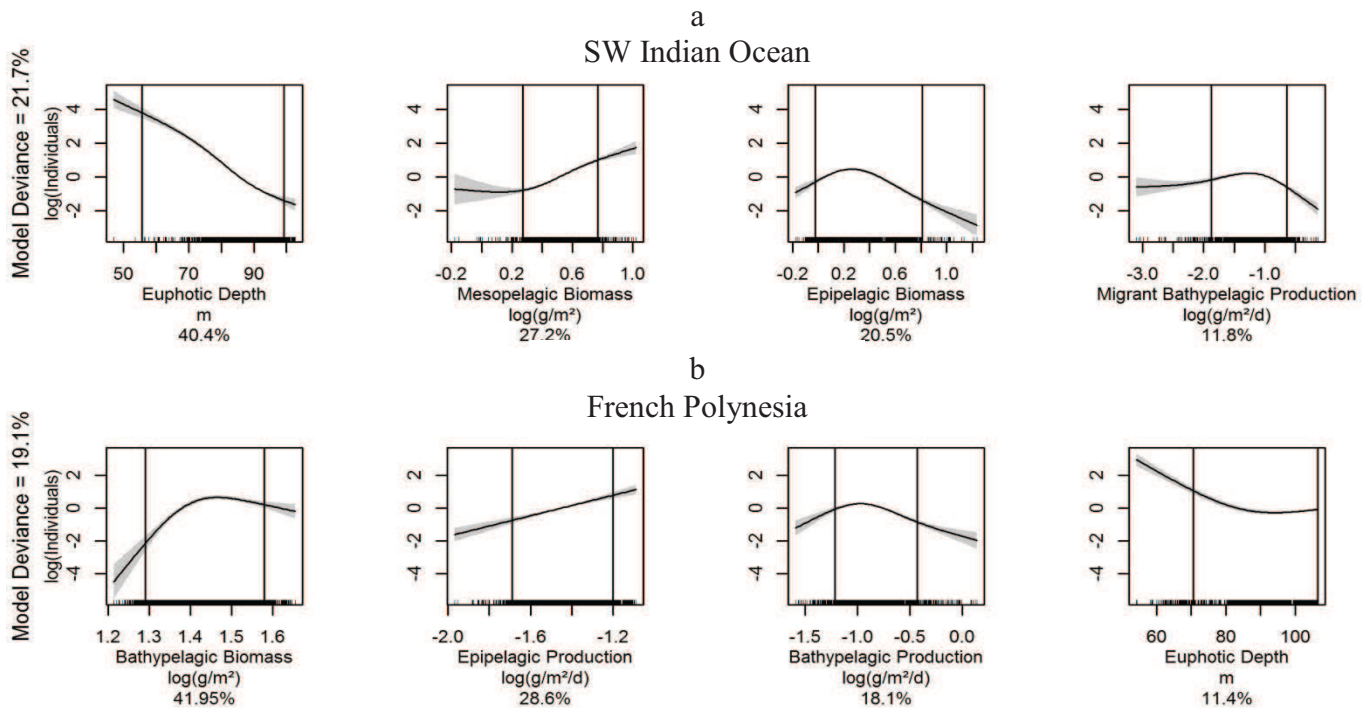 a
SW Indian Ocean
Model Deviance = 21.7%
log(Individuals)
4
2
0
-2
50 70 90
Euphotic Depth
m
40.4%
4
2
0
-2
-0.2 0.2 0.6 1.0
Mesopelagic Biomass
log(g/m²)
27.2%
4
2
0
-2
-0.2 0.2 0.6 1.0
Epipelagic Biomass
log(g/m²)
20.5%
4
2
0
-2
-3.0 -2.0 -1.0
Migrant Bathypelagic Production
log(g/m²/d)
11.8%
b
French Polynesia
Model Deviance = 19.1%
log(Individuals)
2
0
-2
-4
1.2 1.3 1.4 1.5 1.6
Bathypelagic Biomass
log(g/m²)
41.95%
2
0
-2
-4
-2.0 -1.6 -1.2
Epipelagic Production
log(g/m²/d)
28.6%
2
0
-2
-4
-1.5 -1.0 -0.5 0.0
Bathypelagic Production
log(g/m²/d)
18.1%
2
0
-2
-4
60 80 100
Euphotic Depth
m
11.4%